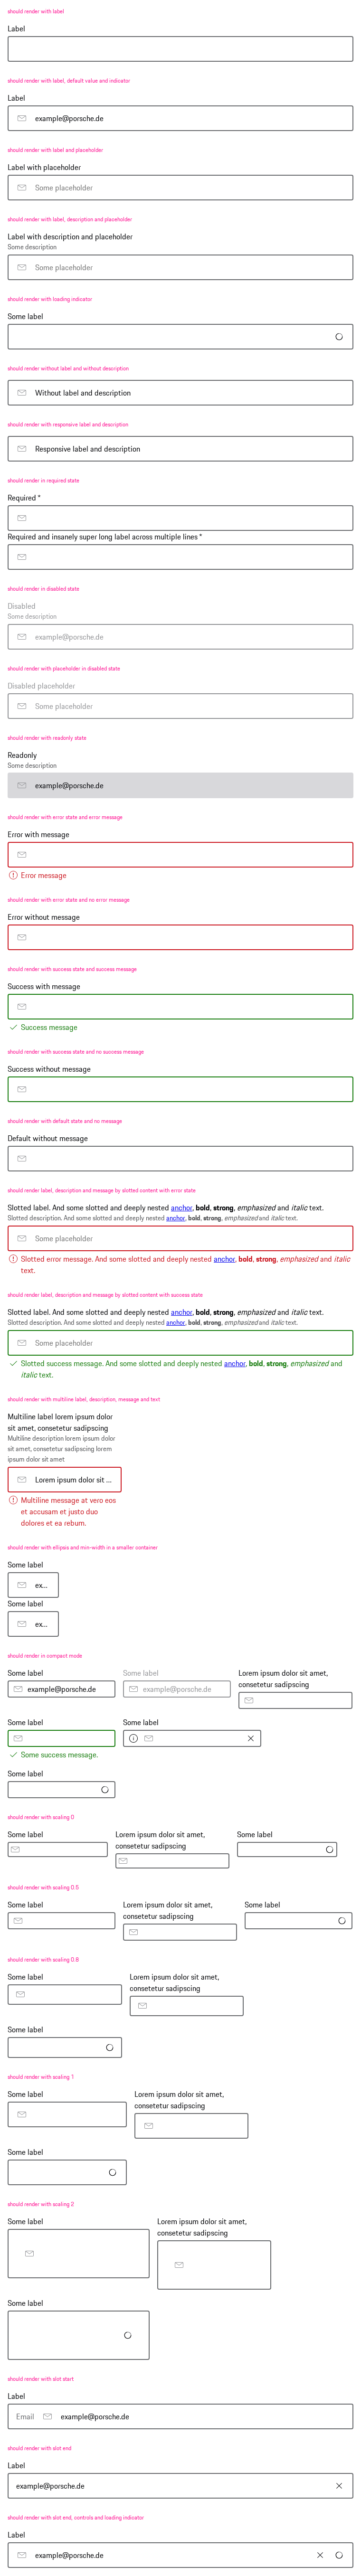 should render with label
Label
should render with label, default value and indicator
Label
example@porsche.de
should render with label and placeholder
Label with placeholder
Some placeholder
should render with label, description and placeholder
Label with description and placeholder
Some description
Some placeholder
should render with loading indicator
Some label
should render without label and without description
Without label and description
should render with responsive label and description
Responsive label and description
should render in required state
Required *
Required and insanely super long label across multiple lines *
should render in disabled state
Disabled
Some description
example@porsche.de
should render with placeholder in disabled state
Disabled placeholder
Some placeholder
should render with readonly state
Readonly
Some description
example@porsche.de
should render with error state and error message
Error with message
Error message
should render with error state and no error message
Error without message
should render with success state and success message
Success with message
Success message
should render with success state and no success message
Success without message
should render with default state and no message
Default without message
should render label, description and message by slotted content with error state
Slotted label. And some slotted and deeply nested anchor, bold, strong, emphasized and italic text.
Slotted description. And some slotted and deeply nested anchor, bold, strong, emphasized and italic text.
Some placeholder
Slotted error message. And some slotted and deeply nested anchor, bold, strong, emphasized and italic
text.
should render label, description and message by slotted content with success state
Slotted label. And some slotted and deeply nested anchor, bold, strong, emphasized and italic text.
Slotted description. And some slotted and deeply nested anchor, bold, strong, emphasized and italic text.
Some placeholder
Slotted success message. And some slotted and deeply nested anchor, bold, strong, emphasized and
italic text.
should render with multiline label, description, message and text
Multiline label lorem ipsum dolor
sit amet, consetetur sadipscing
Multiline description lorem ipsum dolor
sit amet, consetetur sadipscing lorem
ipsum dolor sit amet
Lorem ipsum dolor sit ...
Multiline message at vero eos
et accusam et justo duo
dolores et ea rebum.
should render with ellipsis and min-width in a smaller container
Some label
ex...
Some label
ex...
should render in compact mode
Some label
example@porsche.de
Some label
example@porsche.de
Lorem ipsum dolor sit amet,
consetetur sadipscing
Some label
Some success message.
Some label
Some label
should render with scaling 0
Some label
Lorem ipsum dolor sit amet,
consetetur sadipscing
Some label
should render with scaling 0.5
Some label
Lorem ipsum dolor sit amet,
consetetur sadipscing
Some label
should render with scaling 0.8
Some label
Lorem ipsum dolor sit amet,
consetetur sadipscing
Some label
should render with scaling 1
Some label
Lorem ipsum dolor sit amet,
consetetur sadipscing
Some label
should render with scaling 2
Some label
Lorem ipsum dolor sit amet,
consetetur sadipscing
Some label
should render with slot start
Label
Email
example@porsche.de
should render with slot end
Label
example@porsche.de
should render with slot end, controls and loading indicator
Label
example@porsche.de